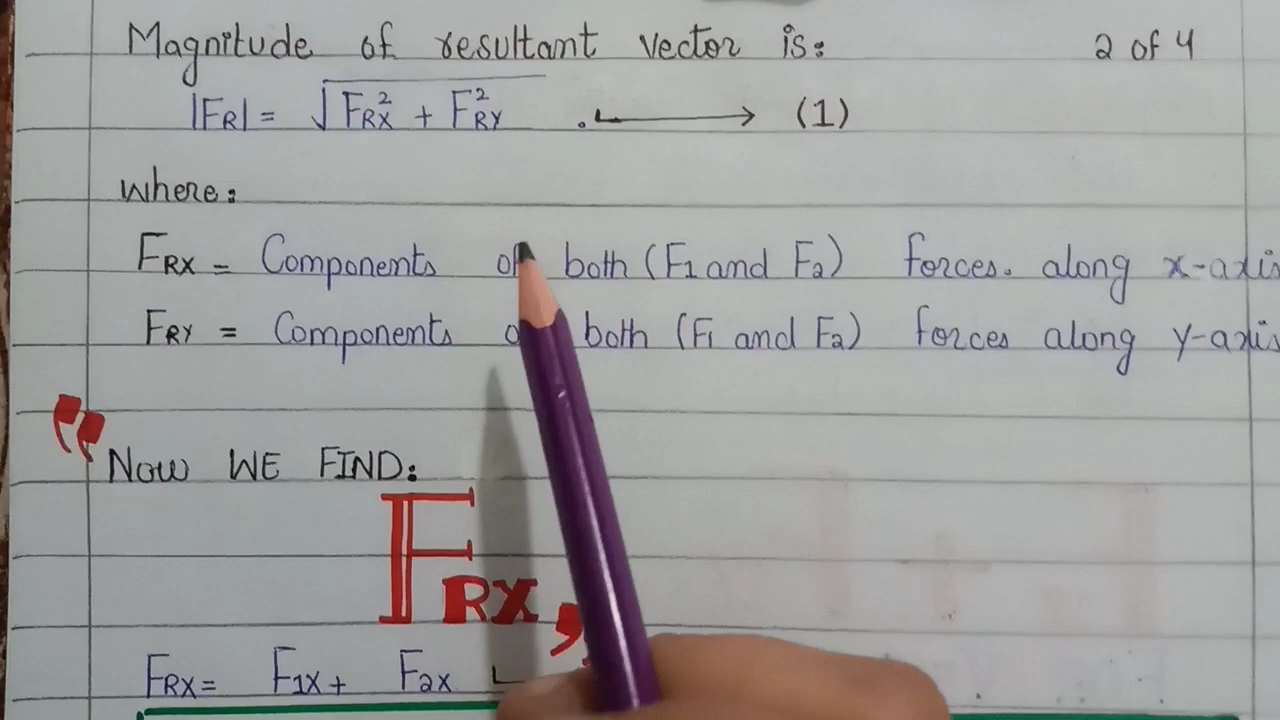 Magnitude of resultant vector is: 2 of 4
|FR| = √FRX² + FRY² . → (1)
where:
FRX = Components of both (F1 and F2) forces. along x-axis
FRY = Components of both (F1 and F2) forces along y-axis
" NOW WE FIND:
FRX,
FRX = F1X + F2X